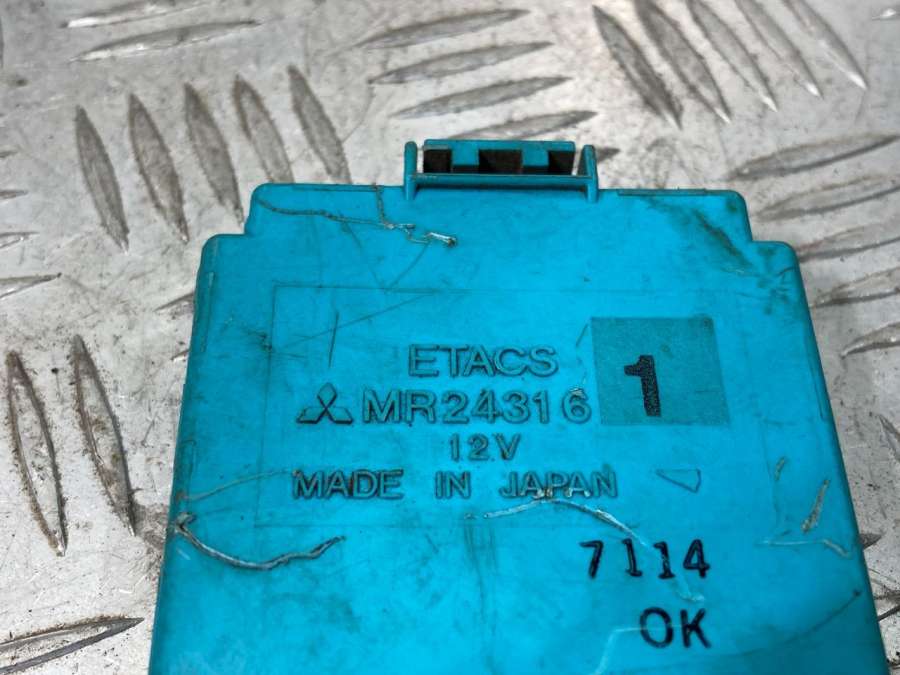 ETACS
MR24316 1
12V
MADE IN JAPAN
7114
OK